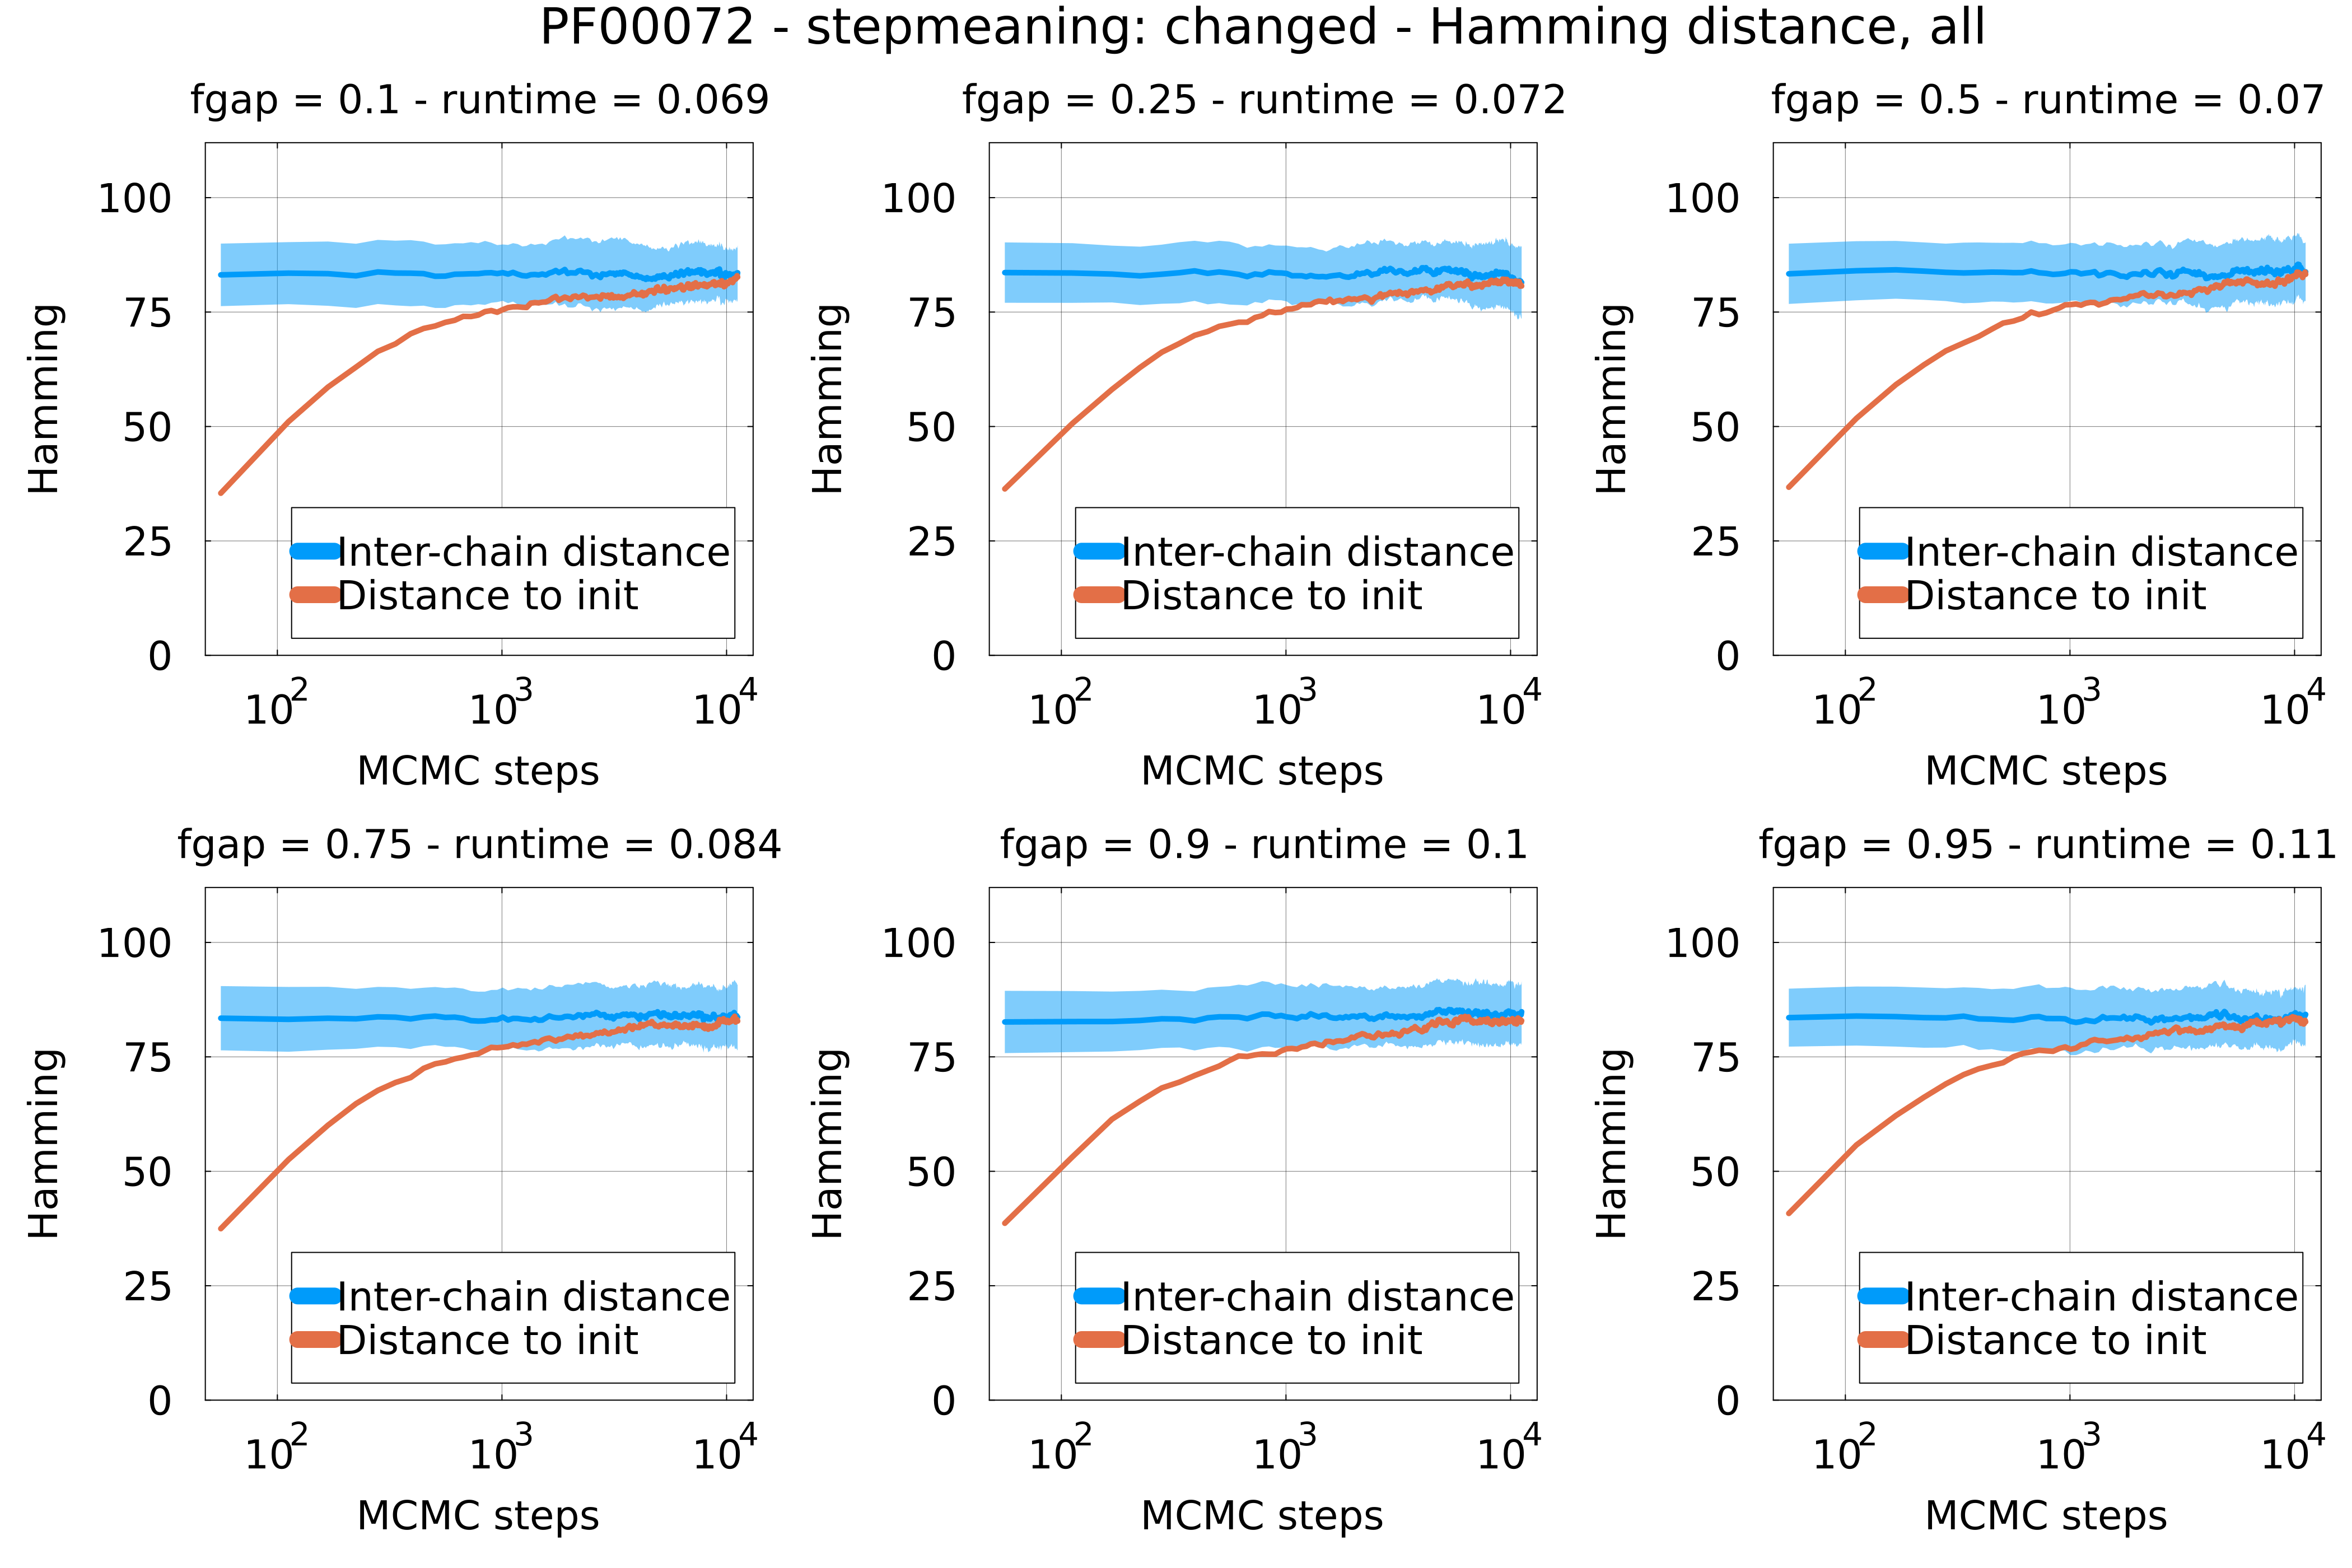 PF00072 - stepmeaning: changed - Hamming distance, all
fgap = 0.1 - runtime = 0.069
100
75
50
25
0
Hamming
Inter-chain distance
Distance to init
10^2
10^3
10^4
MCMC steps
fgap = 0.25 - runtime = 0.072
100
75
50
25
0
Hamming
Inter-chain distance
Distance to init
10^2
10^3
10^4
MCMC steps
fgap = 0.5 - runtime = 0.07
100
75
50
25
0
Hamming
Inter-chain distance
Distance to init
10^2
10^3
10^4
MCMC steps
fgap = 0.75 - runtime = 0.084
100
75
50
25
0
Hamming
Inter-chain distance
Distance to init
10^2
10^3
10^4
MCMC steps
fgap = 0.9 - runtime = 0.1
100
75
50
25
0
Hamming
Inter-chain distance
Distance to init
10^2
10^3
10^4
MCMC steps
fgap = 0.95 - runtime = 0.11
100
75
50
25
0
Hamming
Inter-chain distance
Distance to init
10^2
10^3
10^4
MCMC steps